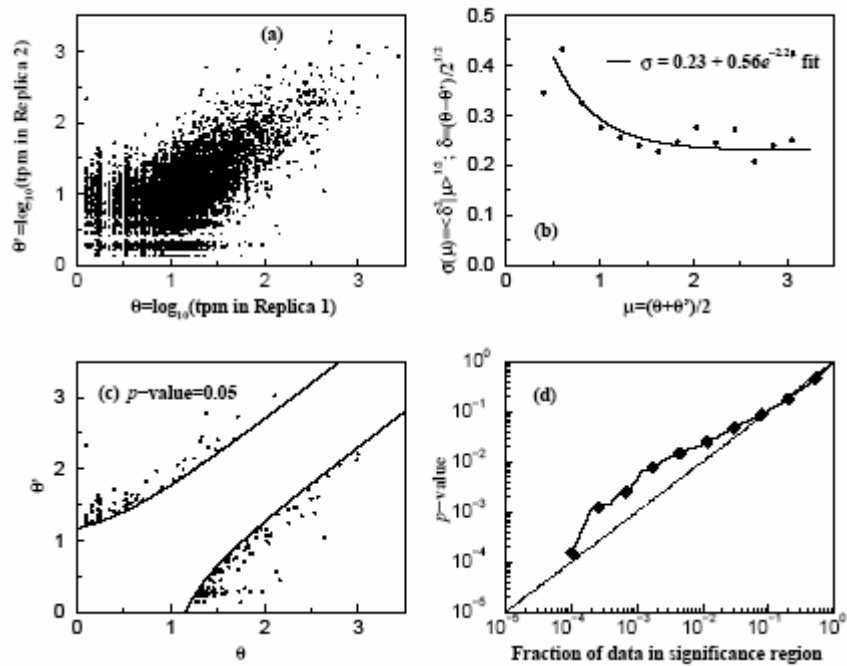 (a)
θ'=log10(tpm in Replica 2)
3
2
1
0
0 1 2 3
θ=log10(tpm in Replica 1)
σ(μ)=<δ²|μ>^1/2; δ=(θ−θ')/2^1/2
0.5
0.4
0.3
0.2
0.1
0.0
σ = 0.23 + 0.56e^−2.2μ fit
(b)
0 1 2 3
μ=(θ+θ')/2
(c) p−value=0.05
θ'
3
2
1
0
0 1 2 3
θ
(d)
p−value
10^0
10^−1
10^−2
10^−3
10^−4
10^−5
10^−5 10^−4 10^−3 10^−2 10^−1 10^0
Fraction of data in significance region